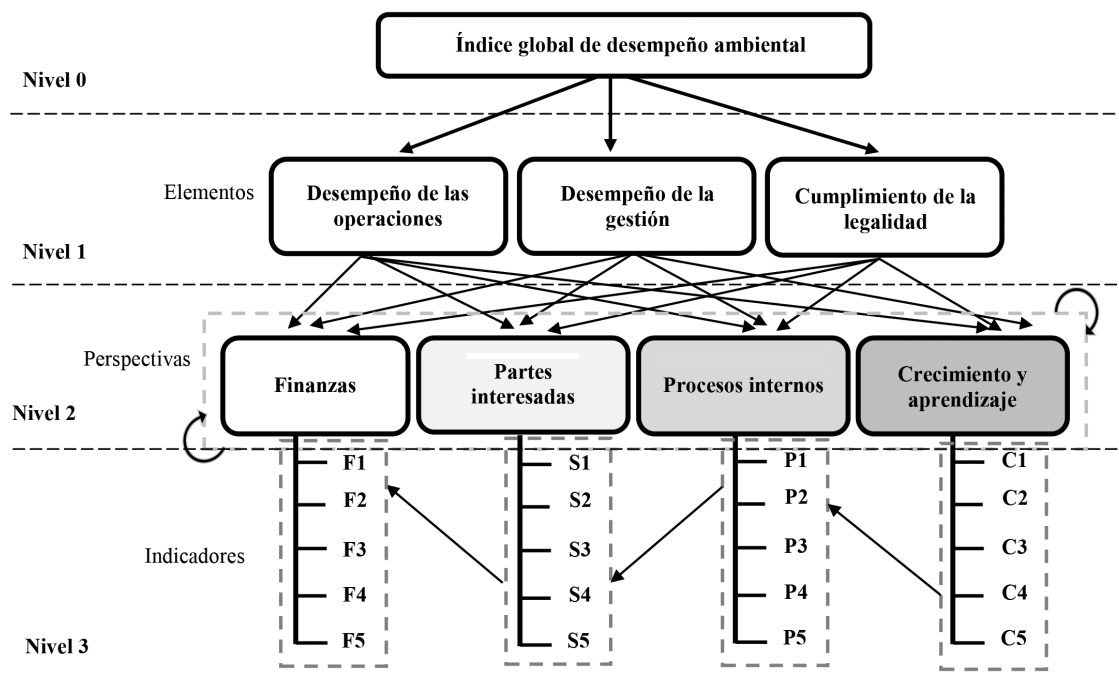 Índice global de desempeño ambiental
Nivel 0
Elementos
Desempeño de las
operaciones
Desempeño de la
gestión
Cumplimiento de la
legalidad
Nivel 1
Perspectivas
Finanzas
Partes
interesadas
Procesos internos
Crecimiento y
aprendizaje
Nivel 2
F1
F2
F3
F4
F5
S1
S2
S3
S4
S5
P1
P2
P3
P4
P5
C1
C2
C3
C4
C5
Indicadores
Nivel 3